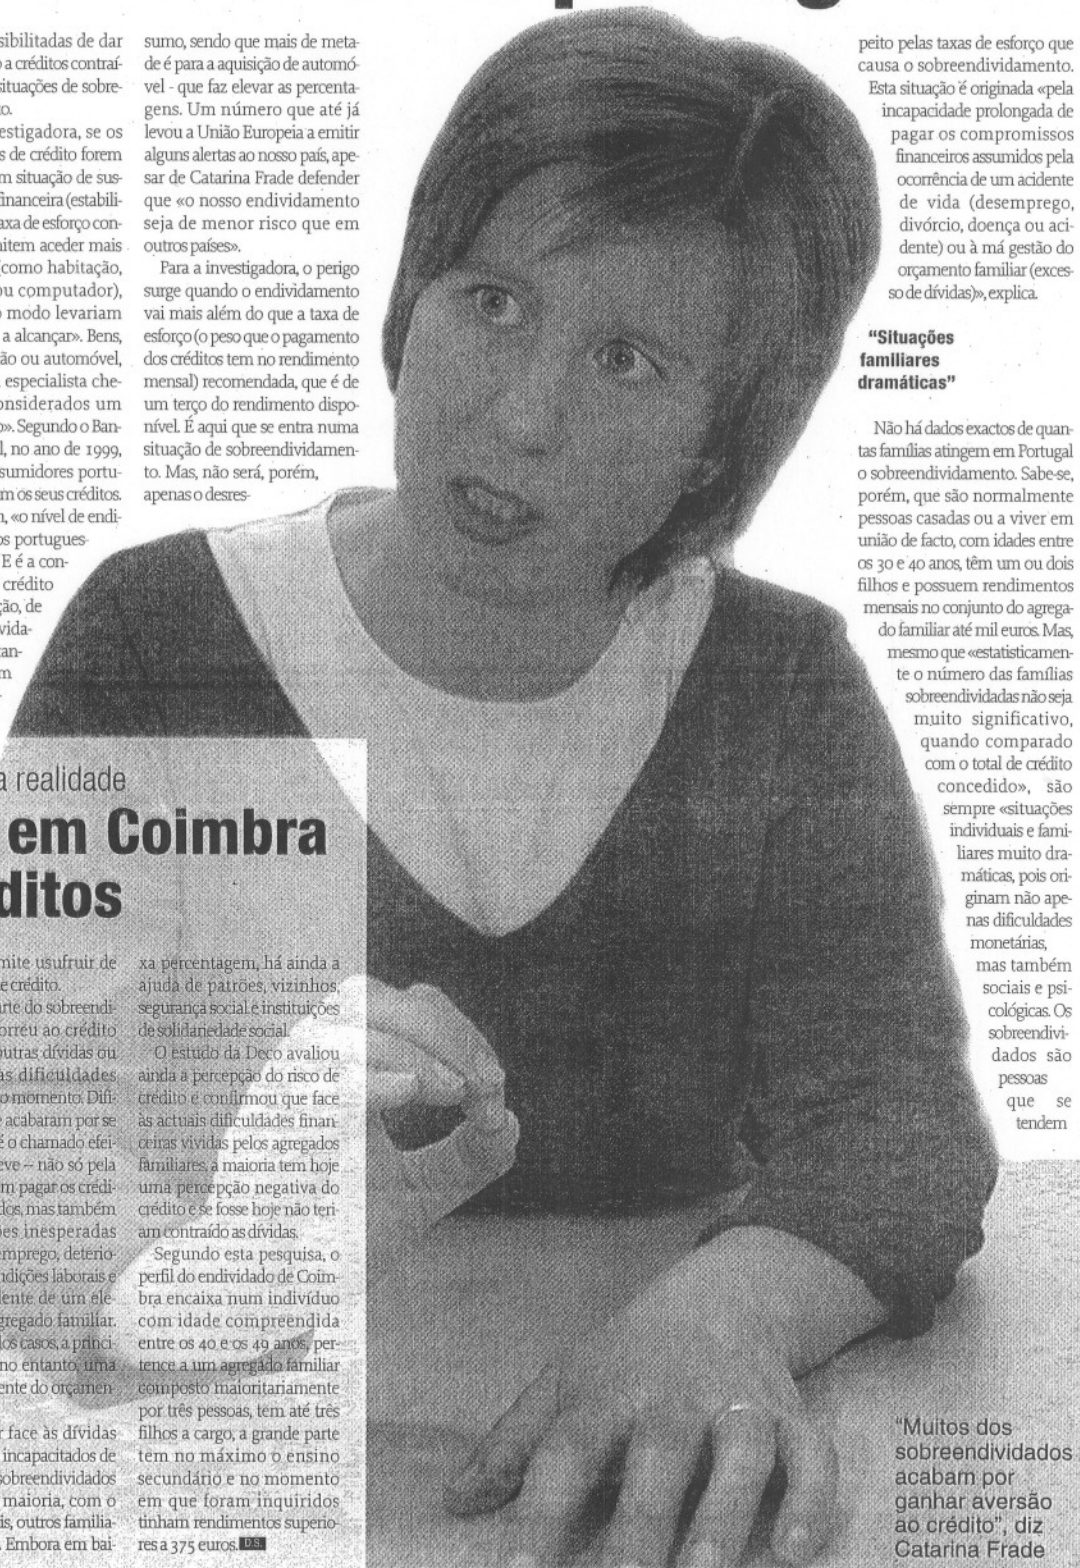 sibilitadas de dar
a créditos contraí-
situações de sobre-
o.
estigadora, se os
s de crédito forem
m situação de sus-
financeira (estabili-
axa de esforço con-
mitem aceder mais
(como habitação,
ou computador),
o modo levariam
a alcançar». Bens,
ão ou automóvel,
especialista che-
onsiderados um
o». Segundo o Ban-
l, no ano de 1999,
sumidores portu-
m os seus créditos.
n, «o nível de endi-
os portugues-
E é a con-
crédito
ção, de
vida-
tan-
m
sumo, sendo que mais de meta-
de é para a aquisição de automó-
vel - que faz elevar as percenta-
gens. Um número que até já
levou a União Europeia a emitir
alguns alertas ao nosso país, ape-
sar de Catarina Frade defender
que «o nosso endividamento
seja de menor risco que em
outros países».
Para a investigadora, o perigo
surge quando o endividamento
vai mais além do que a taxa de
esforço (o peso que o pagamento
dos créditos tem no rendimento
mensal) recomendada, que é de
um terço do rendimento dispo-
nível. É aqui que se entra numa
situação de sobreendividamen-
to. Mas, não será, porém,
apenas o desres-
peito pelas taxas de esforço que
causa o sobreendividamento.
Esta situação é originada «pela
incapacidade prolongada de
pagar os compromissos
financeiros assumidos pela
ocorrência de um acidente
de vida (desemprego,
divórcio, doença ou aci-
dente) ou à má gestão do
orçamento familiar (exces-
so de dívidas)», explica.
“Situações
familiares
dramáticas”
Não há dados exactos de quan-
tas famílias atingem em Portugal
o sobreendividamento. Sabe-se,
porém, que são normalmente
pessoas casadas ou a viver em
união de facto, com idades entre
os 30 e 40 anos, têm um ou dois
filhos e possuem rendimentos
mensais no conjunto do agrega-
do familiar até mil euros. Mas,
mesmo que «estatisticamen-
te o número das famílias
sobreendividadas não seja
muito significativo,
quando comparado
com o total de crédito
concedido», são
sempre «situações
individuais e fami-
liares muito dra-
máticas, pois ori-
ginam não ape-
nas dificuldades
monetárias,
mas também
sociais e psi-
cológicas. Os
sobreendivi-
dados são
pessoas
que se
tendem
a realidade
em Coimbra
ditos
mite usufruir de
e crédito.
arte do sobreendi-
orreu ao crédito
outras dívidas ou
as dificuldades
o momento. Difi-
e acabaram por se
é o chamado efei-
eve – não só pela
m pagar os crédi-
dos, mas também
ões inesperadas
emprego, deterio-
ndições laborais e
dente de um ele-
gregado familiar.
dos casos, a princi-
no entanto, uma
ente do orçamen-
r face às dívidas
incapacitados de
sobreendividados
maioria, com o
is, outros familia-
. Embora em bai-
xa percentagem, há ainda a
ajuda de patrões, vizinhos,
segurança social e instituições
de solidariedade social.
O estudo da Deco avaliou
ainda a percepção do risco de
crédito e confirmou que face
às actuais dificuldades finan-
ceiras vividas pelos agregados
familiares, a maioria tem hoje
uma percepção negativa do
crédito e se fosse hoje não teri-
am contraído as dívidas.
Segundo esta pesquisa, o
perfil do endividado de Coim-
bra encaixa num indivíduo
com idade compreendida
entre os 40 e os 49 anos, per-
tence a um agregado familiar
composto maioritariamente
por três pessoas, tem até três
filhos a cargo, a grande parte
tem no máximo o ensino
secundário e no momento
em que foram inquiridos
tinham rendimentos superio-
res a 375 euros. D.S.
“Muitos dos
sobreendividados
acabam por
ganhar aversão
ao crédito”, diz
Catarina Frade